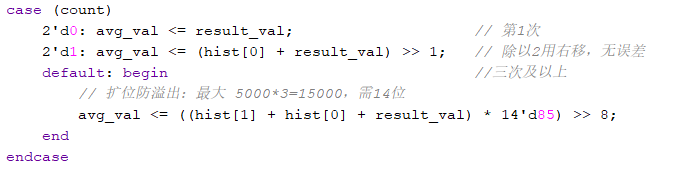 case (count)
    2'd0: avg_val <= result_val;                       // 第1次
    2'd1: avg_val <= (hist[0] + result_val) >> 1;   // 除以2用右移，无误差
    default: begin                                     //三次及以上
        // 扩位防溢出：最大 5000*3=15000，需14位
        avg_val <= ((hist[1] + hist[0] + result_val) * 14'd85) >> 8;
    end
endcase